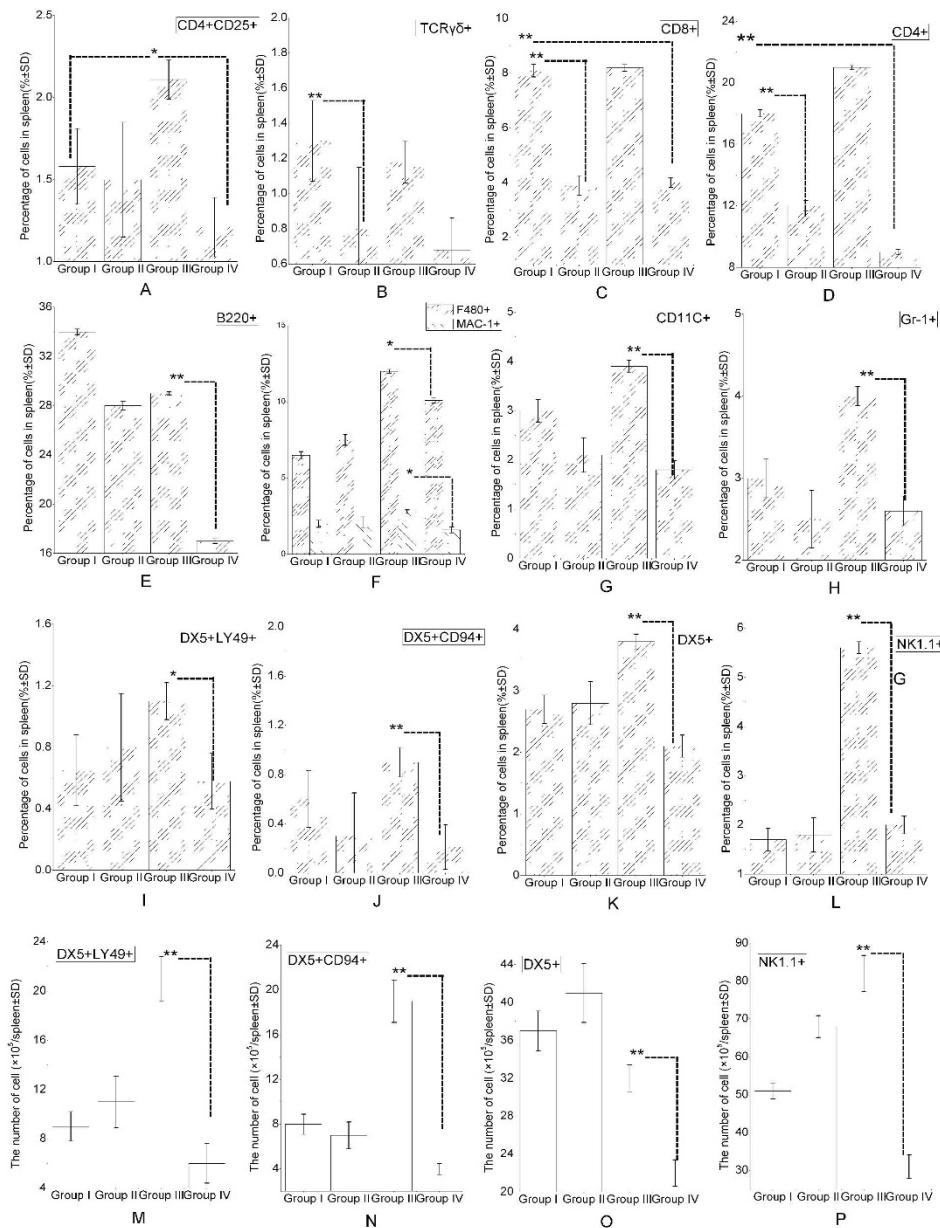 CD4+CD25+
*
Percentage of cells in spleen(%±SD)
2.5
2.0
1.5
1.0
Group I Group II Group III Group IV
A
TCRγδ+
**
Percentage of cells in spleen(%±SD)
2.0
1.8
1.6
1.4
1.2
1.0
0.8
0.6
Group I Group II Group III Group IV
B
CD8+
**
**
Percentage of cells in spleen(%±SD)
10
8
6
4
2
Group I Group II Group III Group IV
C
CD4+
**
**
Percentage of cells in spleen(%±SD)
24
20
16
12
8
Group I Group II Group III Group IV
D
B220+
**
Percentage of cells in spleen(%±SD)
36
34
28
22
16
Group I Group II Group III Group IV
E
F480+
MAC-1+
*
*
Percentage of cells in spleen(%±SD)
15
10
5
0
Group I Group II Group III Group IV
F
CD11C+
**
Percentage of cells in spleen(%±SD)
5
4
3
2
1
0
Group I Group II Group III Group IV
G
Gr-1+
**
Percentage of cells in spleen(%±SD)
5
4
3
2
Group I Group II Group III Group IV
H
DX5+LY49+
*
Percentage of cells in spleen(%±SD)
1.6
1.2
0.8
0.4
0.0
Group I Group II Group III Group IV
I
DX5+CD94+
**
Percentage of cells in spleen(%±SD)
2.0
1.6
1.2
0.8
0.4
0.0
Group I Group II Group III Group IV
J
DX5+
**
Percentage of cells in spleen(%±SD)
4
3
2
1
0
Group I Group II Group III Group IV
K
NK1.1+
**
G
Percentage of cells in spleen(%±SD)
6
5
4
3
2
1
Group I Group II Group III Group IV
L
DX5+LY49+
**
The number of cell (×10⁵/spleen±SD)
24
20
16
12
8
4
Group I Group II Group III Group IV
M
DX5+CD94+
**
The number of cell (×10⁵/spleen±SD)
24
20
16
12
8
4
Group I Group II Group III Group IV
N
DX5+
**
The number of cell (×10⁵/spleen±SD)
44
40
36
32
28
24
20
Group I Group II Group III Group IV
O
NK1.1+
**
The number of cell (×10⁵/spleen±SD)
90
80
70
60
50
40
30
Group I Group II Group III Group IV
P